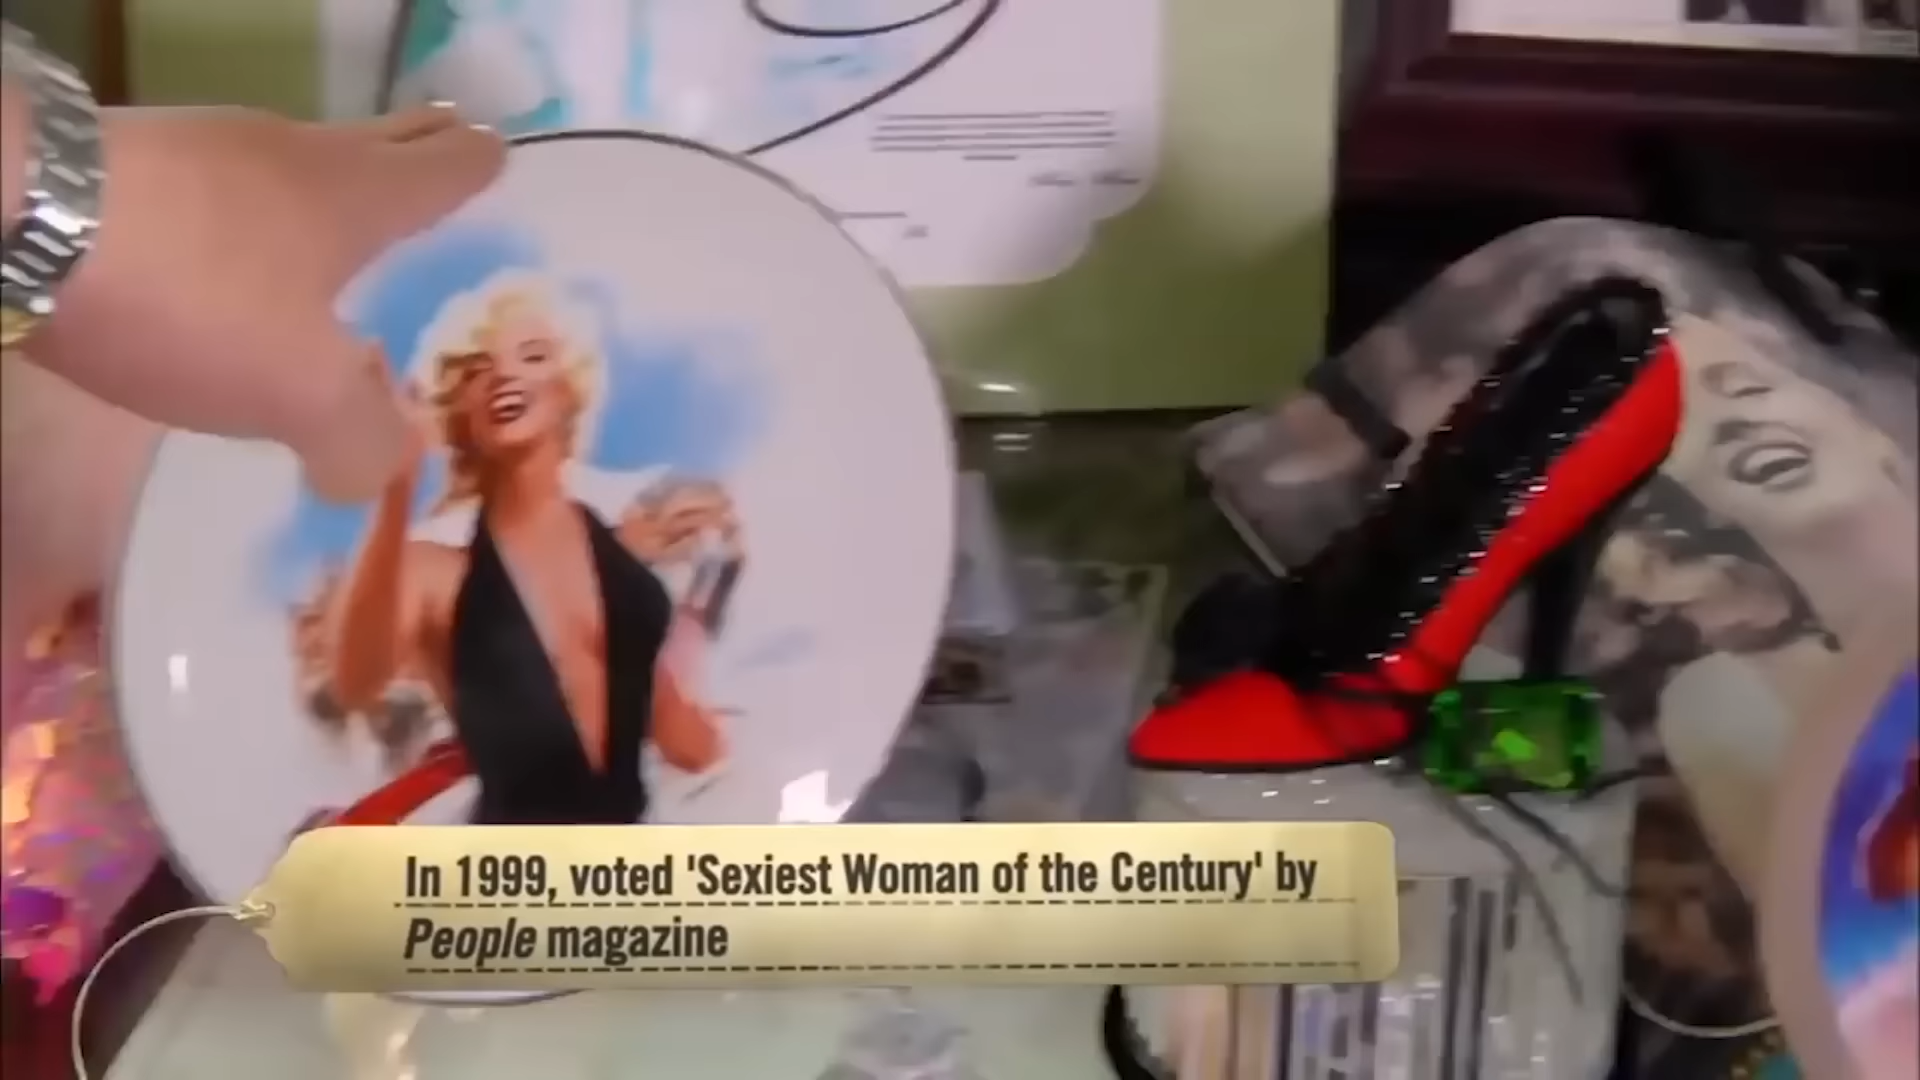 In 1999, voted 'Sexiest Woman of the Century' by
People magazine